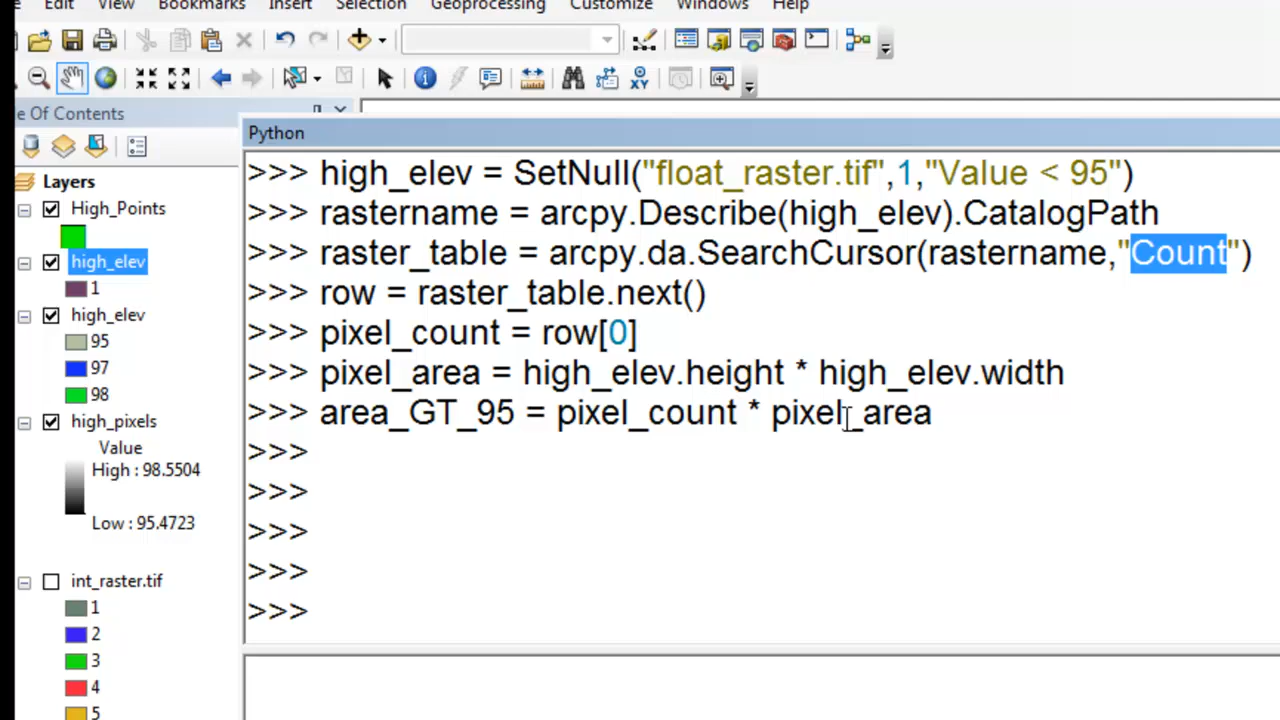 Edit View Bookmarks Insert Selection Geoprocessing Customize Windows Help
e Of Contents
Layers
High_Points
high_elev
1
high_elev
95
97
98
high_pixels
Value
High : 98.5504
Low : 95.4723
int_raster.tif
1
2
3
4
5
Python
>>> high_elev = SetNull("float_raster.tif",1,"Value < 95")
>>> rastername = arcpy.Describe(high_elev).CatalogPath
>>> raster_table = arcpy.da.SearchCursor(rastername,"Count")
>>> row = raster_table.next()
>>> pixel_count = row[0]
>>> pixel_area = high_elev.height * high_elev.width
>>> area_GT_95 = pixel_count * pixel_area
>>>
>>>
>>>
>>>
>>>